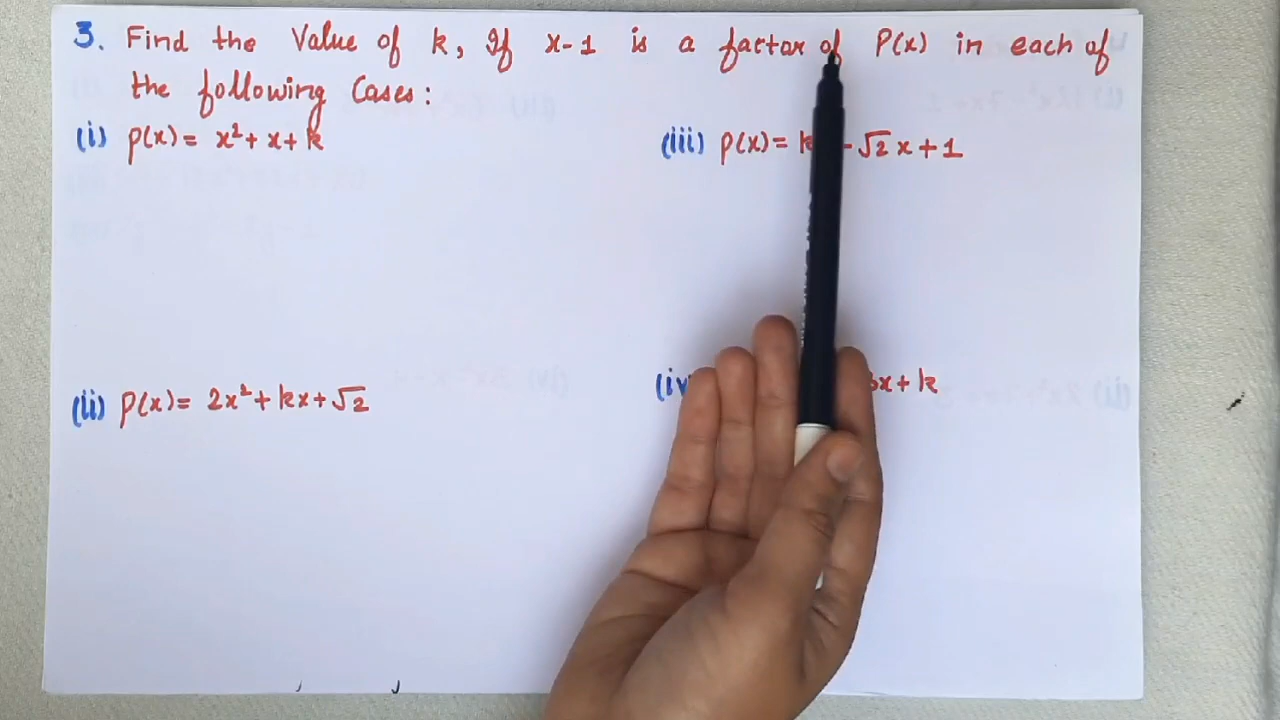 3. Find the Value of k, If x-1 is a factor of P(x) in each of
the following Cases:
(i) p(x) = x² + x + k
(iii) p(x) = k - √2 x + 1
(ii) p(x) = 2x² + kx + √2
(iv x + k